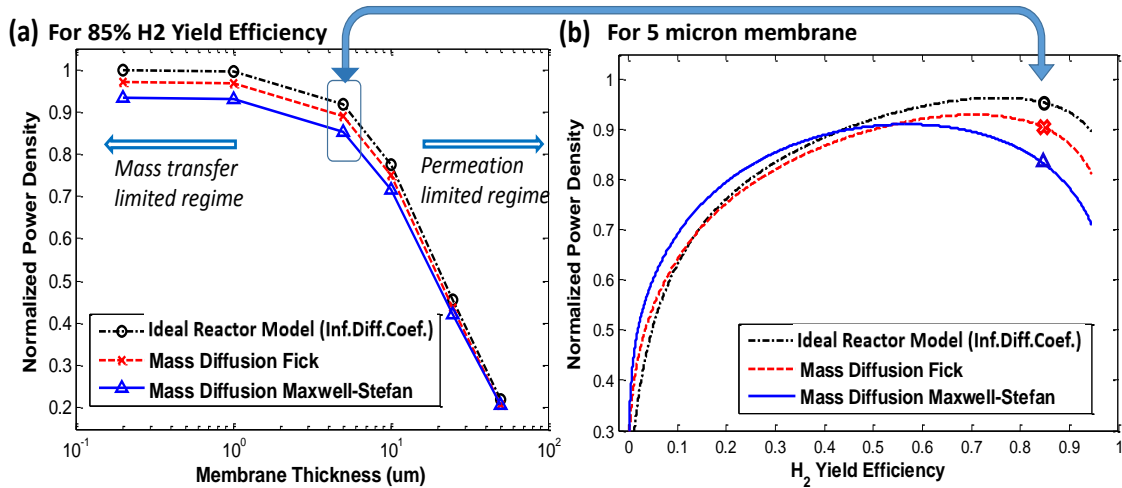 (a) For 85% H2 Yield Efficiency
Normalized Power Density
1
0.9
0.8
0.7
0.6
0.5
0.4
0.3
0.2
Mass transfer
limited regime
Permeation
limited regime
Ideal Reactor Model (Inf.Diff.Coef.)
Mass Diffusion Fick
Mass Diffusion Maxwell-Stefan
10⁻¹ 10⁰ 10¹ 10²
Membrane Thickness (um)
(b) For 5 micron membrane
Normalized Power Density
1
0.9
0.8
0.7
0.6
0.5
0.4
0.3
Ideal Reactor Model (Inf.Diff.Coef.)
Mass Diffusion Fick
Mass Diffusion Maxwell-Stefan
0 0.1 0.2 0.3 0.4 0.5 0.6 0.7 0.8 0.9 1
H₂ Yield Efficiency